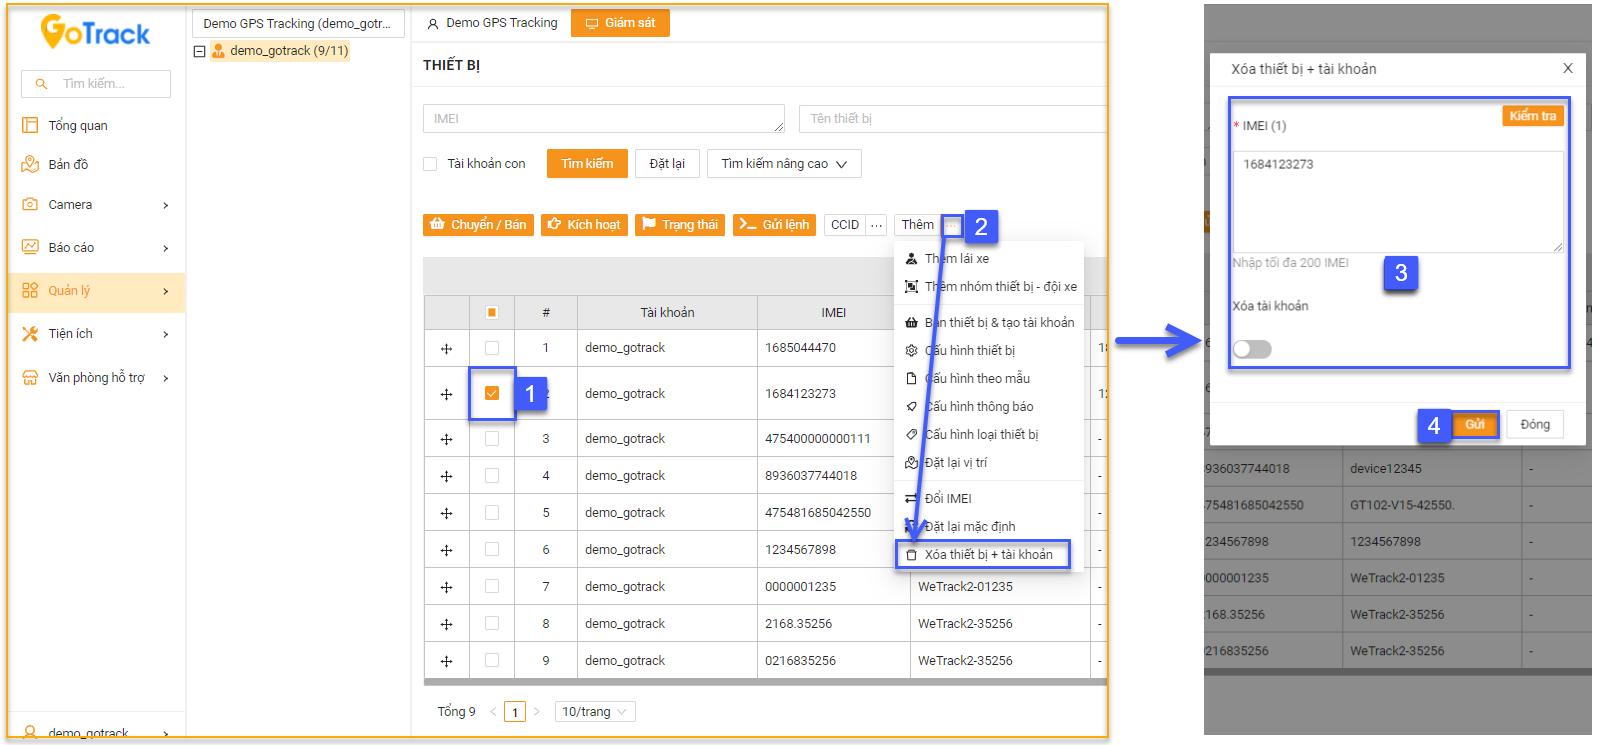 GoTrack
Tìm kiếm...
Tổng quan
Bản đồ
Camera
Báo cáo
Quản lý
Tiện ích
Văn phòng hỗ trợ
demo_gotrack
Demo GPS Tracking (demo_gotr...
demo_gotrack (9/11)
Demo GPS Tracking
Giám sát
THIẾT BỊ
IMEI
Tên thiết bị
Tài khoản con
Tìm kiếm
Đặt lại
Tìm kiếm nâng cao
Chuyển / Bán
Kích hoạt
Trạng thái
Gửi lệnh
CCID
...
Thêm
...
2
Thêm lái xe
Thêm nhóm thiết bị - đội xe
Bán thiết bị & tạo tài khoản
Cấu hình thiết bị
Cấu hình theo mẫu
Cấu hình thông báo
Cấu hình loại thiết bị
Đặt lại vị trí
Đổi IMEI
Đặt lại mặc định
Xóa thiết bị + tài khoản
# Tài khoản IMEI
1 demo_gotrack 1685044470 18
1
2 demo_gotrack 1684123273 12
3 demo_gotrack 475400000000111 -
4 demo_gotrack 8936037744018 -
5 demo_gotrack 475481685042550 -
6 demo_gotrack 1234567898 -
7 demo_gotrack 0000001235 WeTrack2-01235 -
8 demo_gotrack 2168.35256 WeTrack2-35256 -
9 demo_gotrack 0216835256 WeTrack2-35256 -
Tổng 9 < 1 > 10/trang
Xóa thiết bị + tài khoản X
* IMEI (1)
Kiểm tra
1684123273
Nhập tối đa 200 IMEI
3
Xóa tài khoản
4
Gửi
Đóng
8936037744018 device12345 -
475481685042550 GT102-V15-42550. -
1234567898 1234567898 -
0000001235 WeTrack2-01235 -
2168.35256 WeTrack2-35256 -
0216835256 WeTrack2-35256 -